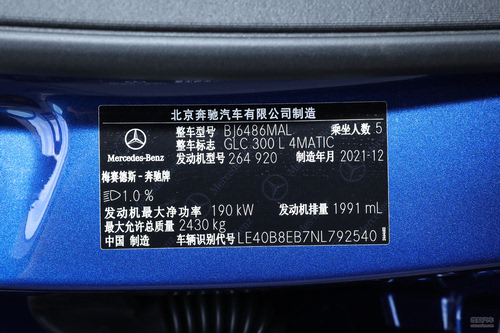 北京奔驰汽车有限公司制造
整车型号 BJ6486MAL 乘坐人数 5
整车标识 GLC 300 L 4MATIC
Mercedes-Benz 发动机型号 264 920 制造年月 2021-12
梅赛德斯-奔驰牌
1.0 %
发动机最大净功率 190 kW 发动机排量 1991 mL
最大允许总质量 2430 kg
中国 制造 车辆识别代号 LE40B8EB7NL792540